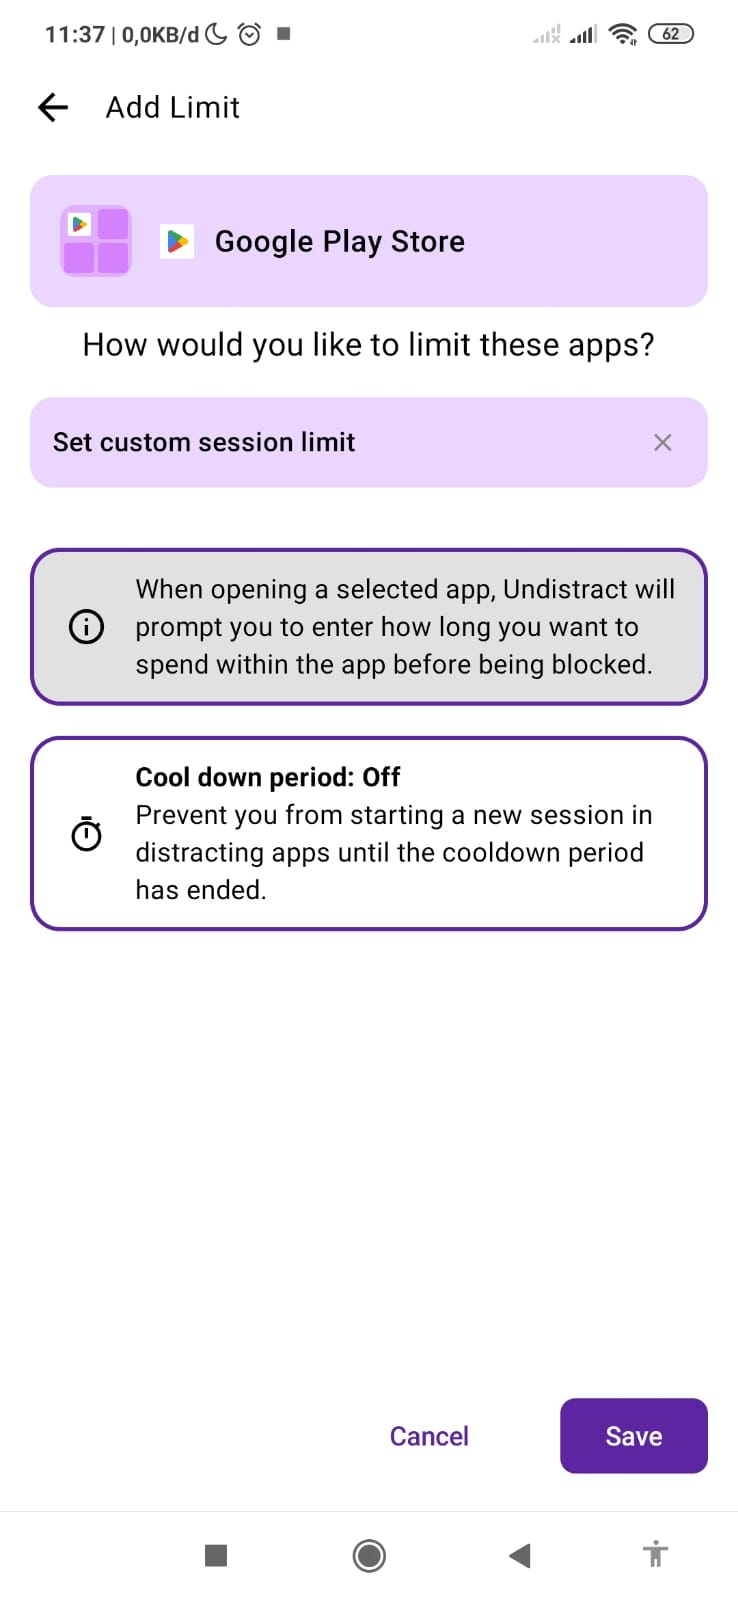 11:37 | 0,0KB/d
62
Add Limit
Google Play Store
How would you like to limit these apps?
Set custom session limit
When opening a selected app, Undistract will
prompt you to enter how long you want to
spend within the app before being blocked.
Cool down period: Off
Prevent you from starting a new session in
distracting apps until the cooldown period
has ended.
Cancel
Save